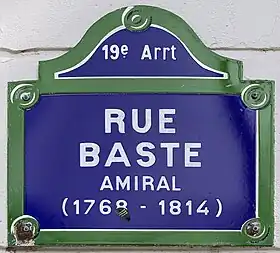 19e Arrt
RUE
BASTE
AMIRAL
(1768 - 1814)